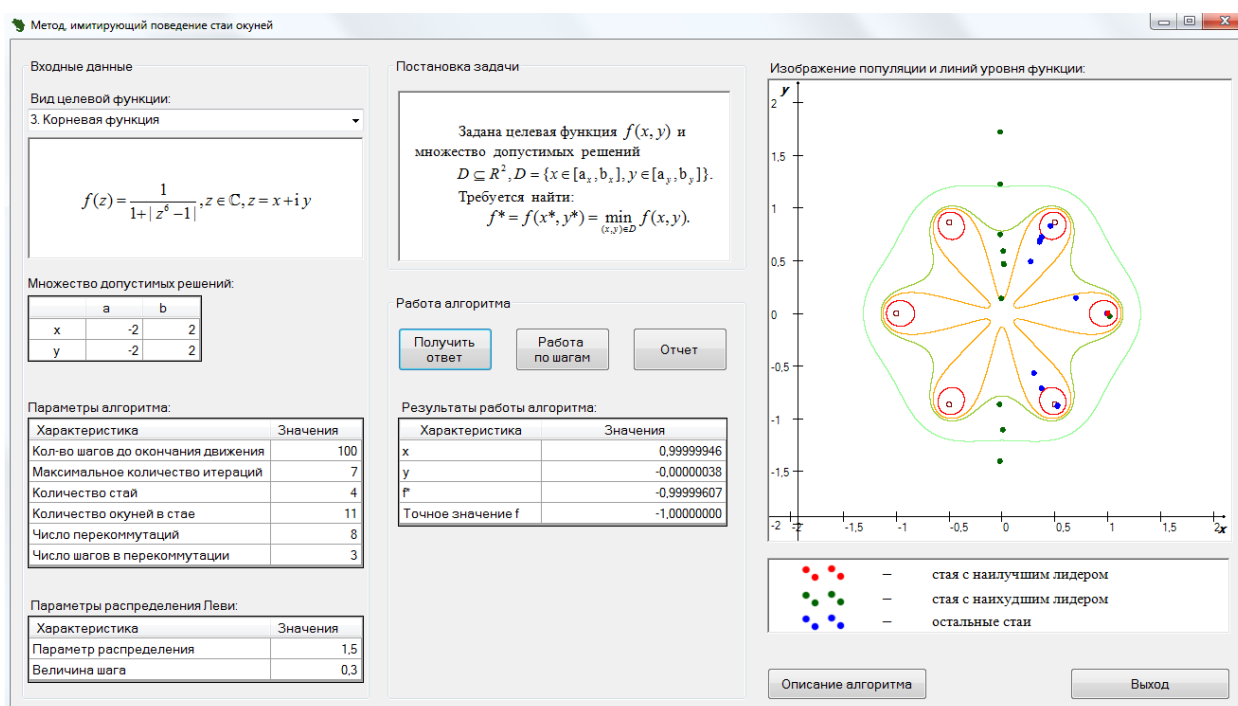 Метод, имитирующий поведение стаи окуней
Входные данные
Вид целевой функции:
3. Корневая функция
f(z) = 1 / (1+| z⁶ −1|), z ∈ ℂ, z = x + i y
Множество допустимых решений:
a b
x -2 2
y -2 2
Параметры алгоритма:
Характеристика Значения
Кол-во шагов до окончания движения 100
Максимальное количество итераций 7
Количество стай 4
Количество окуней в стае 11
Число перекоммутаций 8
Число шагов в перекоммутации 3
Параметры распределения Леви:
Характеристика Значения
Параметр распределения 1,5
Величина шага 0,3
Постановка задачи
Задана целевая функция f(x, y) и
множество допустимых решений
D ⊆ R², D = {x ∈ [aₓ, bₓ], y ∈ [a_y, b_y]}.
Требуется найти:
f* = f(x*, y*) = min f(x, y).
(x,y)∈D
Работа алгоритма
Получить
ответ
Работа
по шагам
Отчет
Результаты работы алгоритма:
Характеристика Значения
x 0,99999946
y -0,00000038
f* -0,99999607
Точное значение f -1,00000000
Изображение популяции и линий уровня функции:
y
2
1,5
1
0,5
0
-0,5
-1
-1,5
-2 -2 -1,5 -1 -0,5 0 0,5 1 1,5 2 x
– стая с наилучшим лидером
– стая с наихудшим лидером
– остальные стаи
Описание алгоритма
Выход